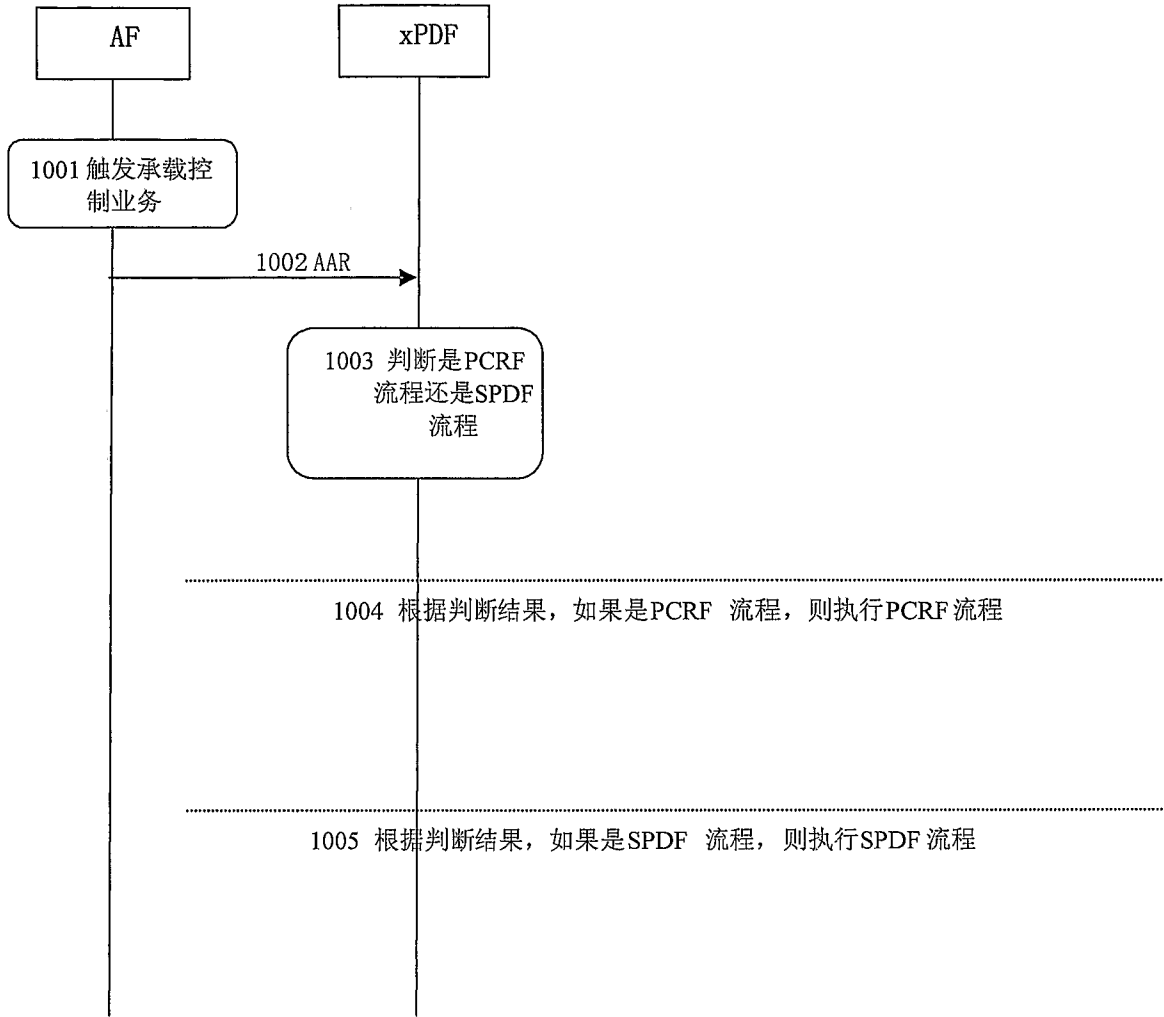 AF
xPDF
1001 触发承载控
制业务
1002 AAR
1003 判断是PCRF
流程还是SPDF
流程
1004 根据判断结果，如果是PCRF 流程，则执行PCRF 流程
1005 根据判断结果，如果是SPDF 流程，则执行SPDF 流程